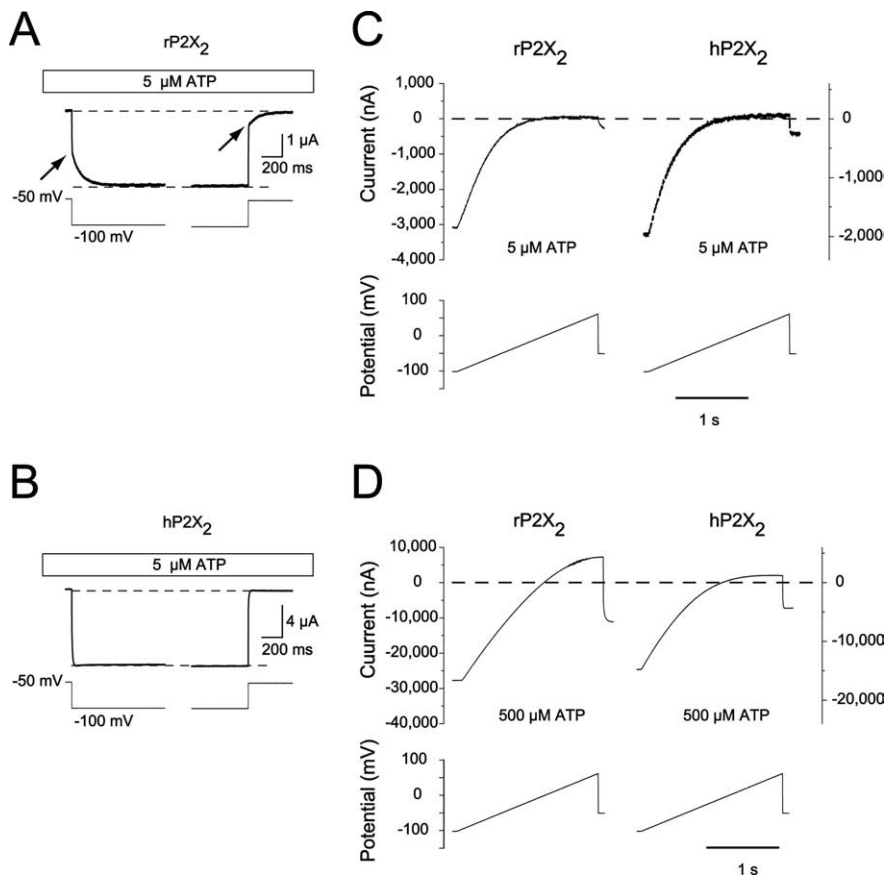 A
rP2X2
5 µM ATP
1 µA
200 ms
-50 mV
-100 mV
B
hP2X2
5 µM ATP
4 µA
200 ms
-50 mV
-100 mV
C
rP2X2 hP2X2
Cuurrent (nA)
1,000
0
-1,000
-2,000
-3,000
-4,000
0
-1,000
-2,000
5 µM ATP 5 µM ATP
Potential (mV)
100
0
-100
1 s
D
rP2X2 hP2X2
Cuurrent (nA)
10,000
0
-10,000
-20,000
-30,000
-40,000
0
-10,000
-20,000
500 µM ATP 500 µM ATP
Potential (mV)
100
0
-100
1 s